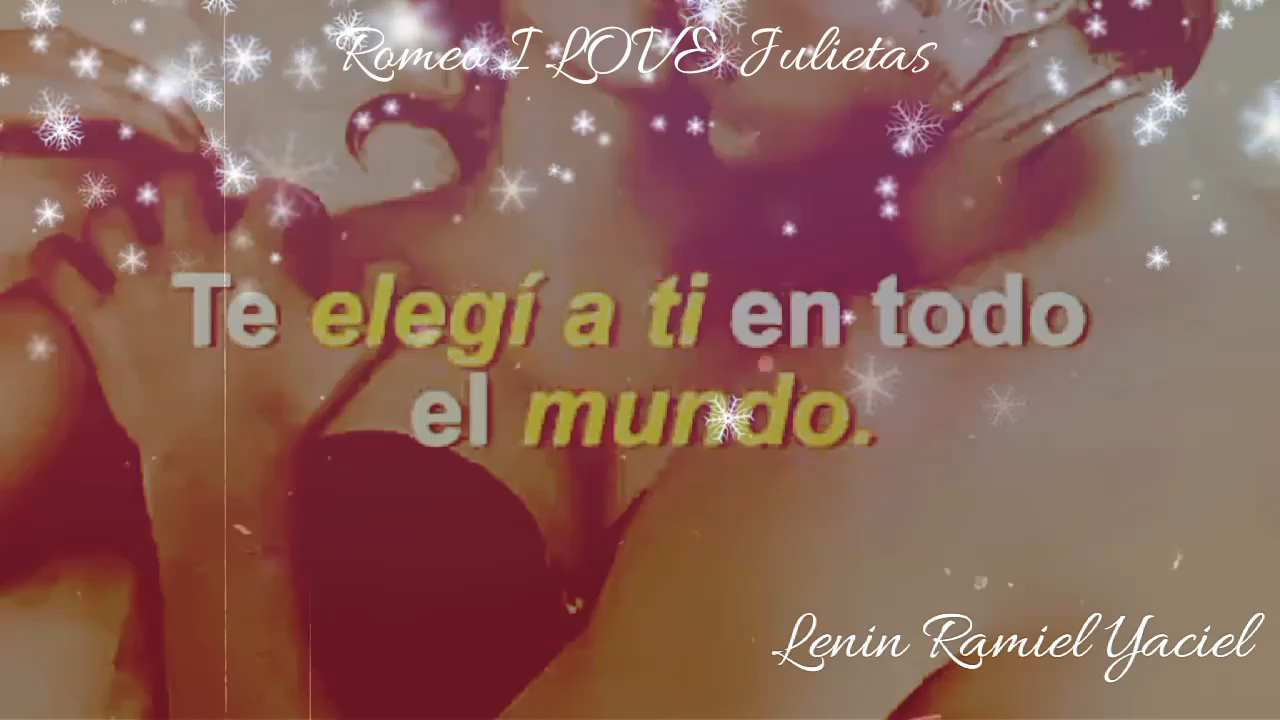 Romeo I LOVE Julietas
Te elegí a ti en todo
el mundo.
Lenin Ramiel Yaciel